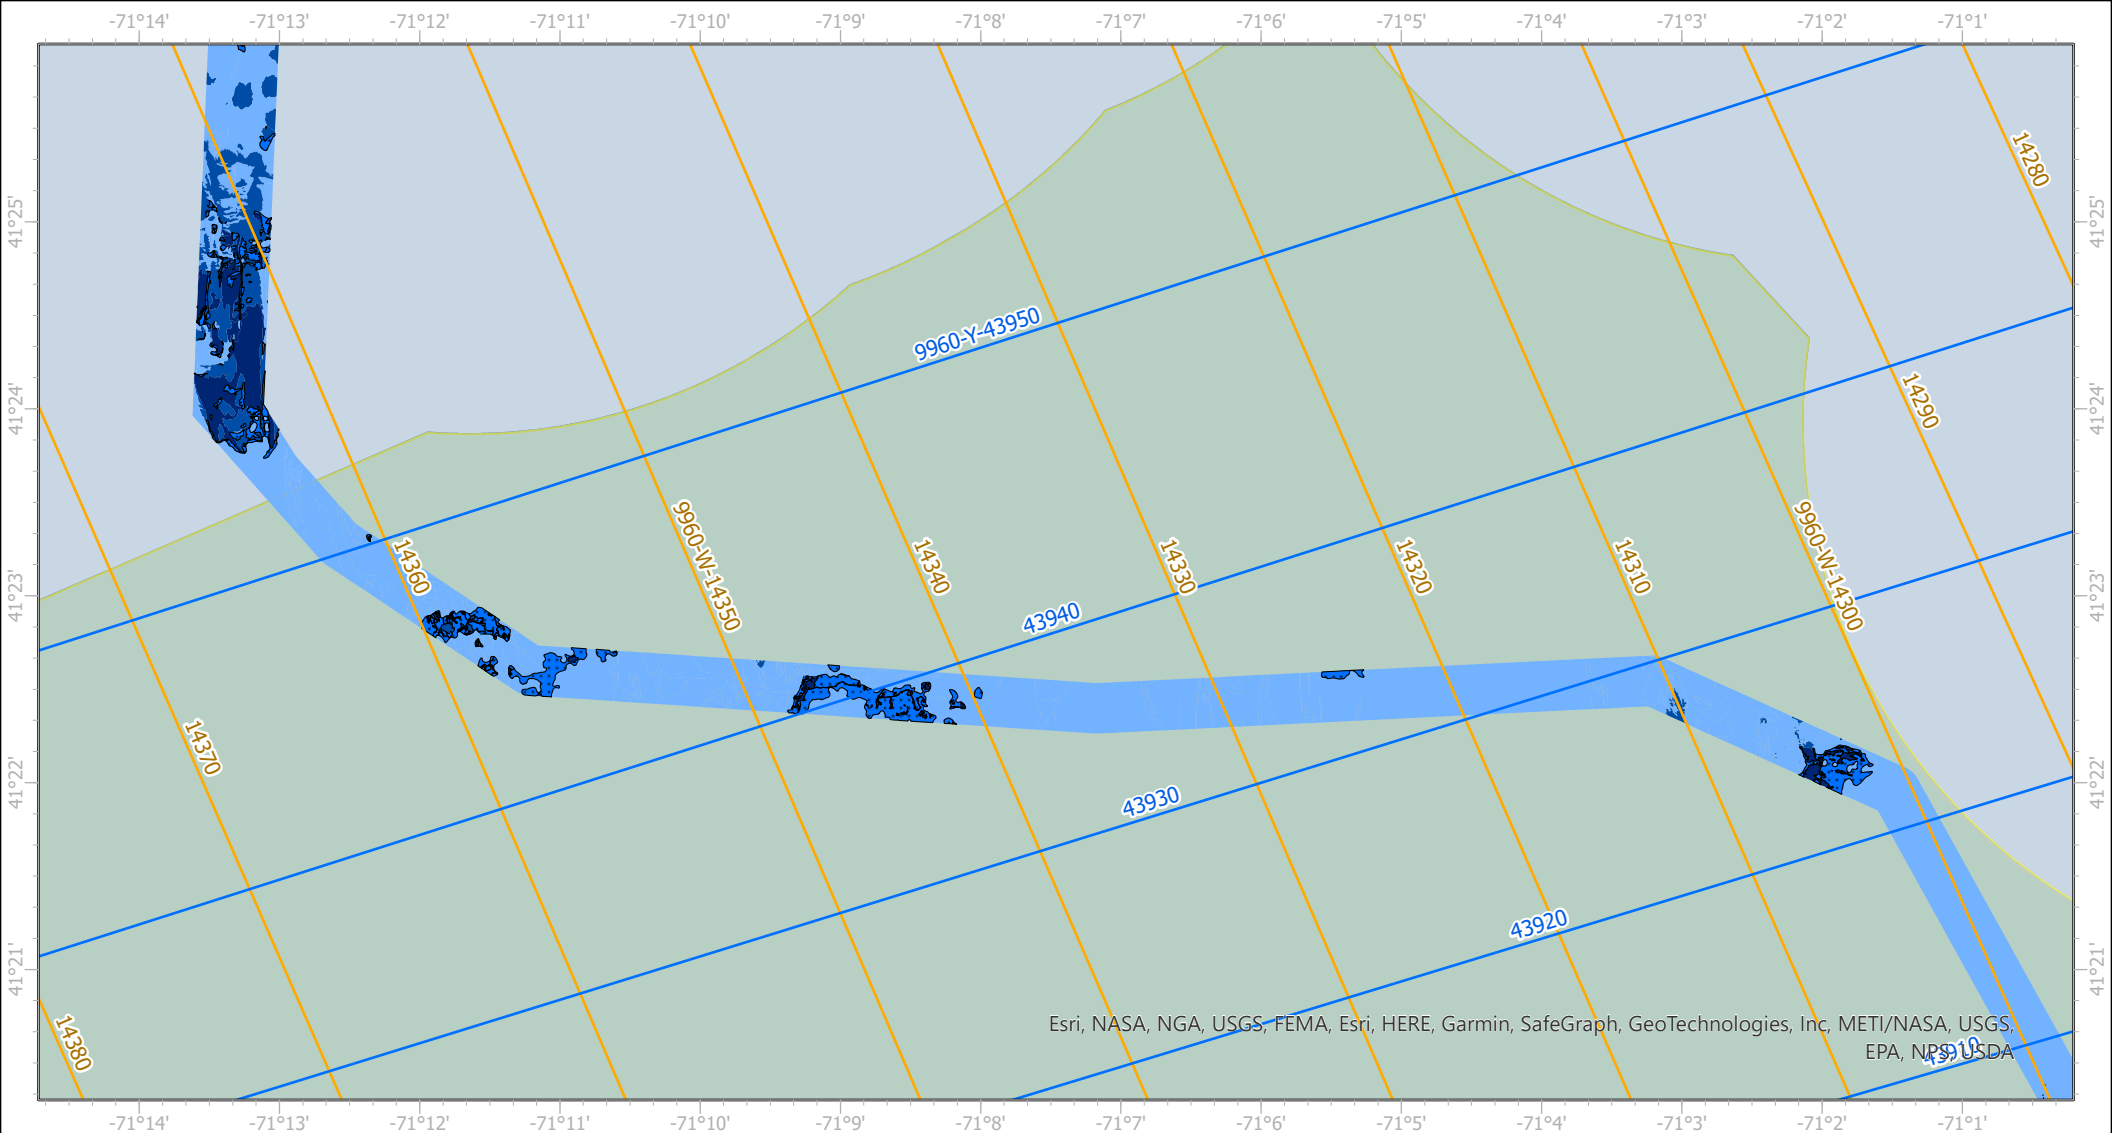 -71°14' -71°13' -71°12' -71°11' -71°10' -71°9' -71°8' -71°7' -71°6' -71°5' -71°4' -71°3' -71°2' -71°1'
14280
41°25' 41°25'
9960-Y-43950
41°24' 14290 41°24'
9960-W-14350 9960-W-14300
14360 14340 14330 14320 14310
41°23' 41°23'
43940
14370
41°22' 43930 41°22'
43920
41°21' 41°21'
14380
Esri, NASA, NGA, USGS, FEMA, Esri, HERE, Garmin, SafeGraph, GeoTechnologies, Inc, METI/NASA, USGS,
EPA, NPS, USDA
43910
-71°14' -71°13' -71°12' -71°11' -71°10' -71°9' -71°8' -71°7' -71°6' -71°5' -71°4' -71°3' -71°2' -71°1'